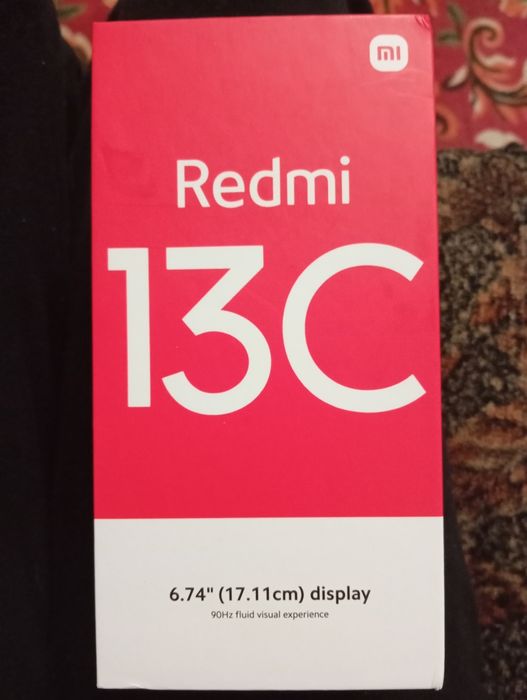 mi
Redmi
13C
6.74" (17.11cm) display
90Hz fluid visual experience